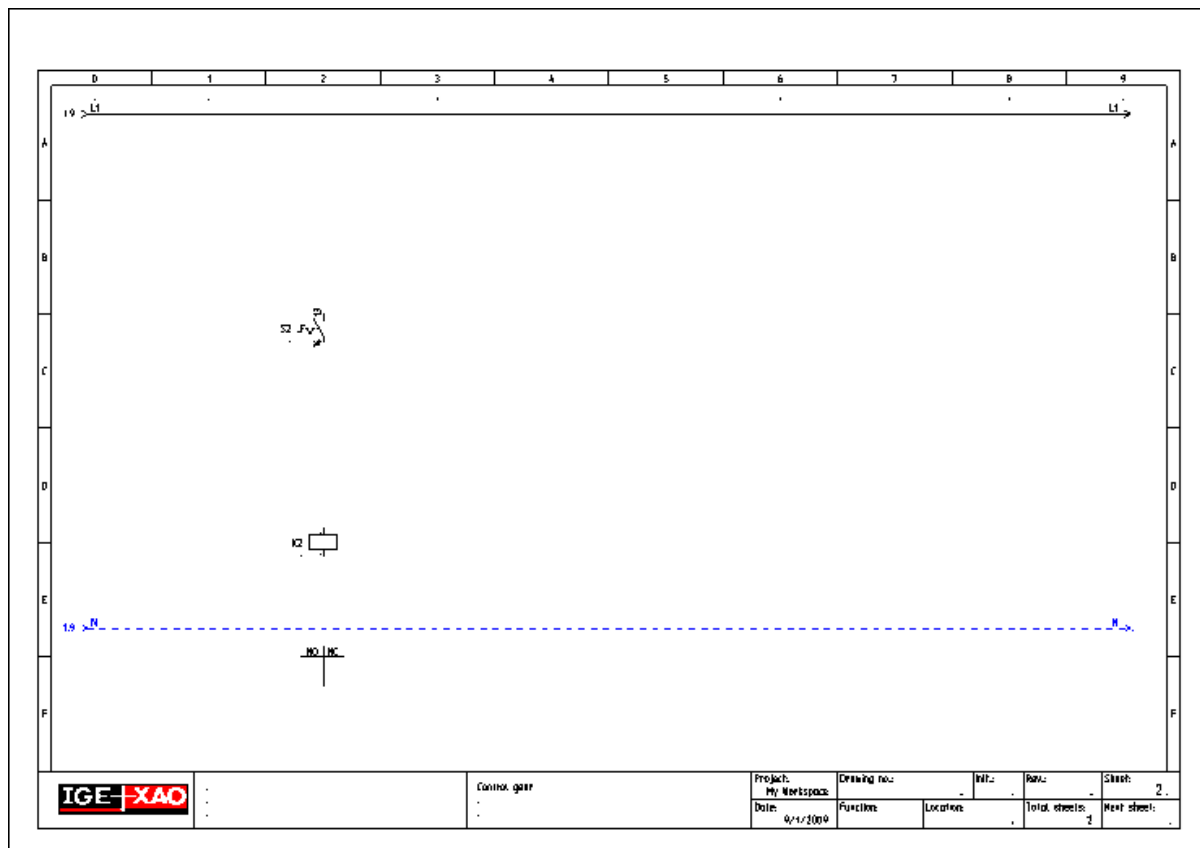 0 1 2 3 4 5 6 7 8 9
1.9 L1 L1
A A
B B
S2
C C
D D
K2
E E
1.9 N N
NO NC
F F
IGE+XAO
Control gear
Project: Drawing no.: Init.: Rev.: Sheet:
My Workspace 2
Date: Function: Location: Total sheets: Next sheet:
9/1/2009 2